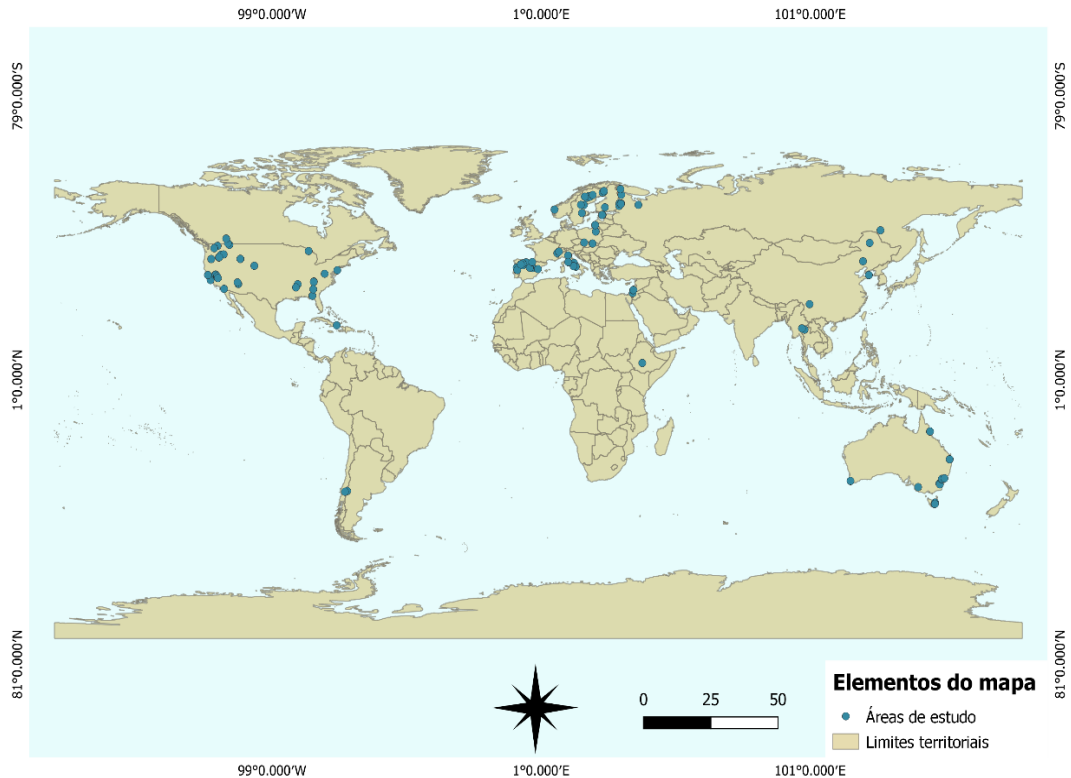 99°0.000′W 1°0.000′E 101°0.000′E
79°0.000′S 79°0.000′S
1°0.000′N 1°0.000′N
81°0.000′N 81°0.000′N
Elementos do mapa
0 25 50
Áreas de estudo
Limites territoriais
99°0.000′W 1°0.000′E 101°0.000′E